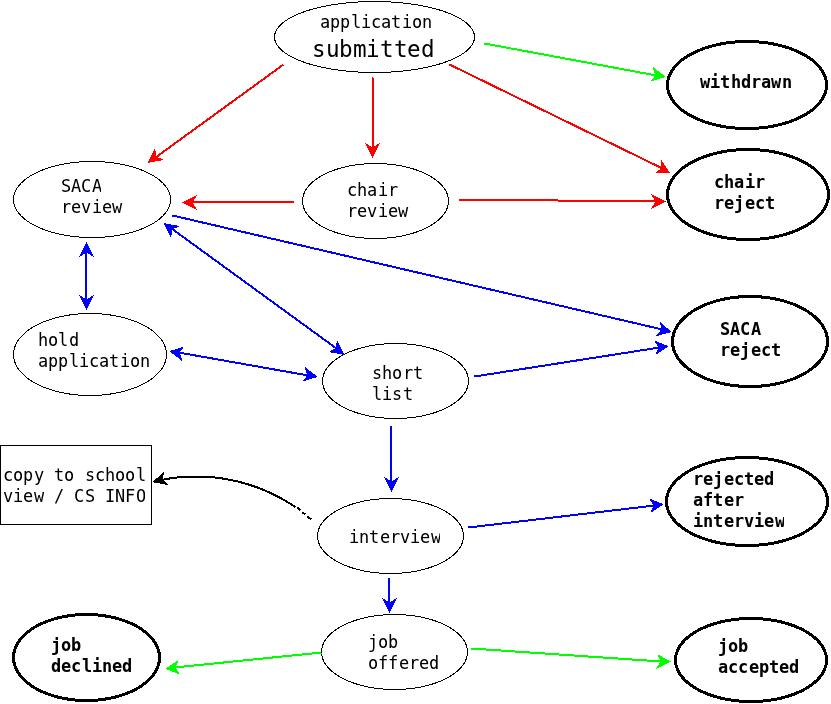 application
submitted
withdrawn
SACA
review
chair
review
chair
reject
hold
application
short
list
SACA
reject
copy to school
view / CS INFO
interview
rejected
after
interview
job
declined
job
offered
job
accepted